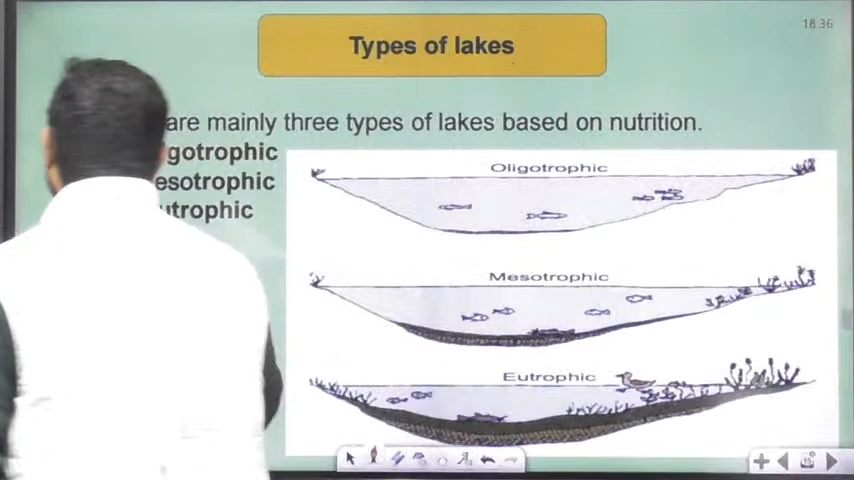 Types of lakes
18:36
are mainly three types of lakes based on nutrition.
gotrophic
esotrophic
utrophic
Oligotrophic
Mesotrophic
Eutrophic